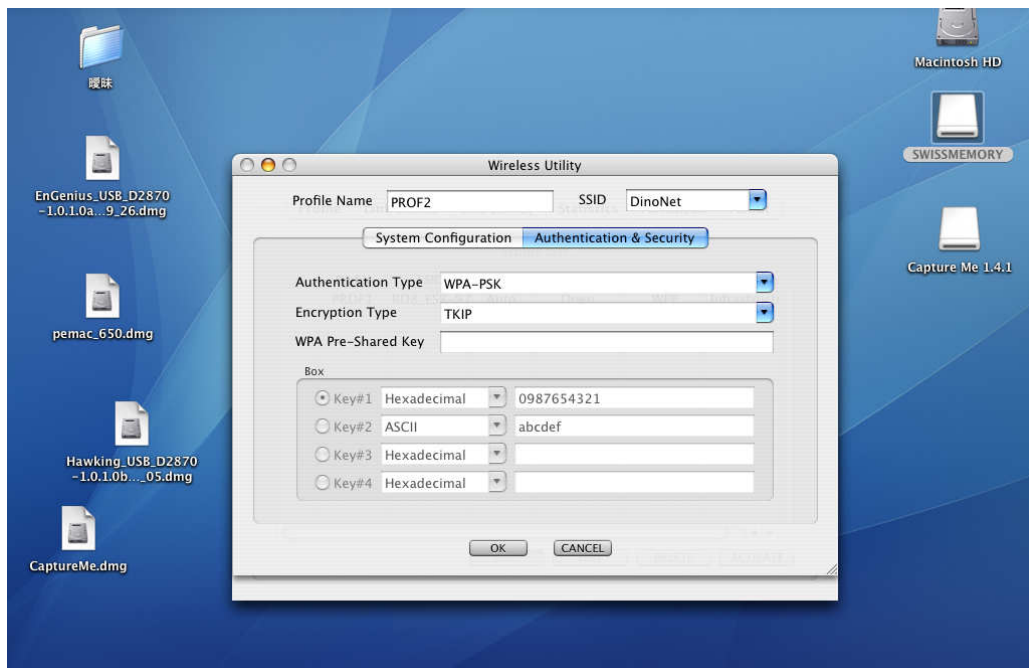 Macintosh HD
曖昧
SWISSMEMORY
EnGenius_USB_D2870
-1.0.1.0a...9_26.dmg
Capture Me 1.4.1
pemac_650.dmg
Hawking_USB_D2870
-1.0.1.0b..._05.dmg
CaptureMe.dmg
Wireless Utility
Profile Name PROF2 SSID DinoNet
System Configuration Authentication & Security
Authentication Type WPA-PSK
Encryption Type TKIP
WPA Pre-Shared Key
Box
Key#1 Hexadecimal 0987654321
Key#2 ASCII abcdef
Key#3 Hexadecimal
Key#4 Hexadecimal
OK CANCEL